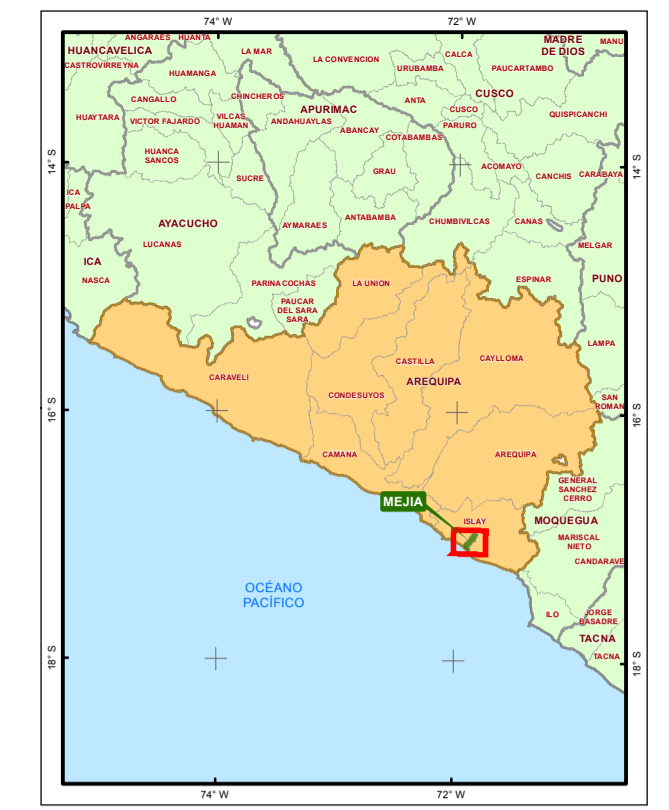 74° W
72° W
ANGARAES
HUANTA
HUANCAVELICA
CASTROVIRREYNA
LA MAR
HUAMANGA
LA CONVENCION
CALCA
URUBAMBA
PAUCARTAMBO
MADRE
DE DIOS
MANU
CANGALLO
CHINCHEROS
APURIMAC
ANTA
CUSCO
CUSCO
HUAYTARA
VICTOR FAJARDO
VILCAS
HUAMAN
ANDAHUAYLAS
ABANCAY
COTABAMBAS
PARURO
QUISPICANCHI
14° S
HUANCA
SANCOS
SUCRE
GRAU
ACOMAYO
CANCHIS
CARABAYA
14° S
ICA
PALPA
AYACUCHO
LUCANAS
AYMARAES
ANTABAMBA
CHUMBIVILCAS
CANAS
MELGAR
ICA
NASCA
PARINACOCHAS
PAUCAR
DEL SARA
SARA
LA UNION
ESPINAR
PUNO
LAMPA
CARAVELI
CASTILLA
CAYLLOMA
AREQUIPA
CONDESUYOS
SAN
ROMAN
16° S
16° S
CAMANA
AREQUIPA
GENERAL
SANCHEZ
CERRO
MEJIA
ISLAY
MOQUEGUA
MARISCAL
NIETO
CANDARAVE
OCÉANO
PACÍFICO
ILO
JORGE
BASADRE
TACNA
TACNA
18° S
18° S
74° W
72° W